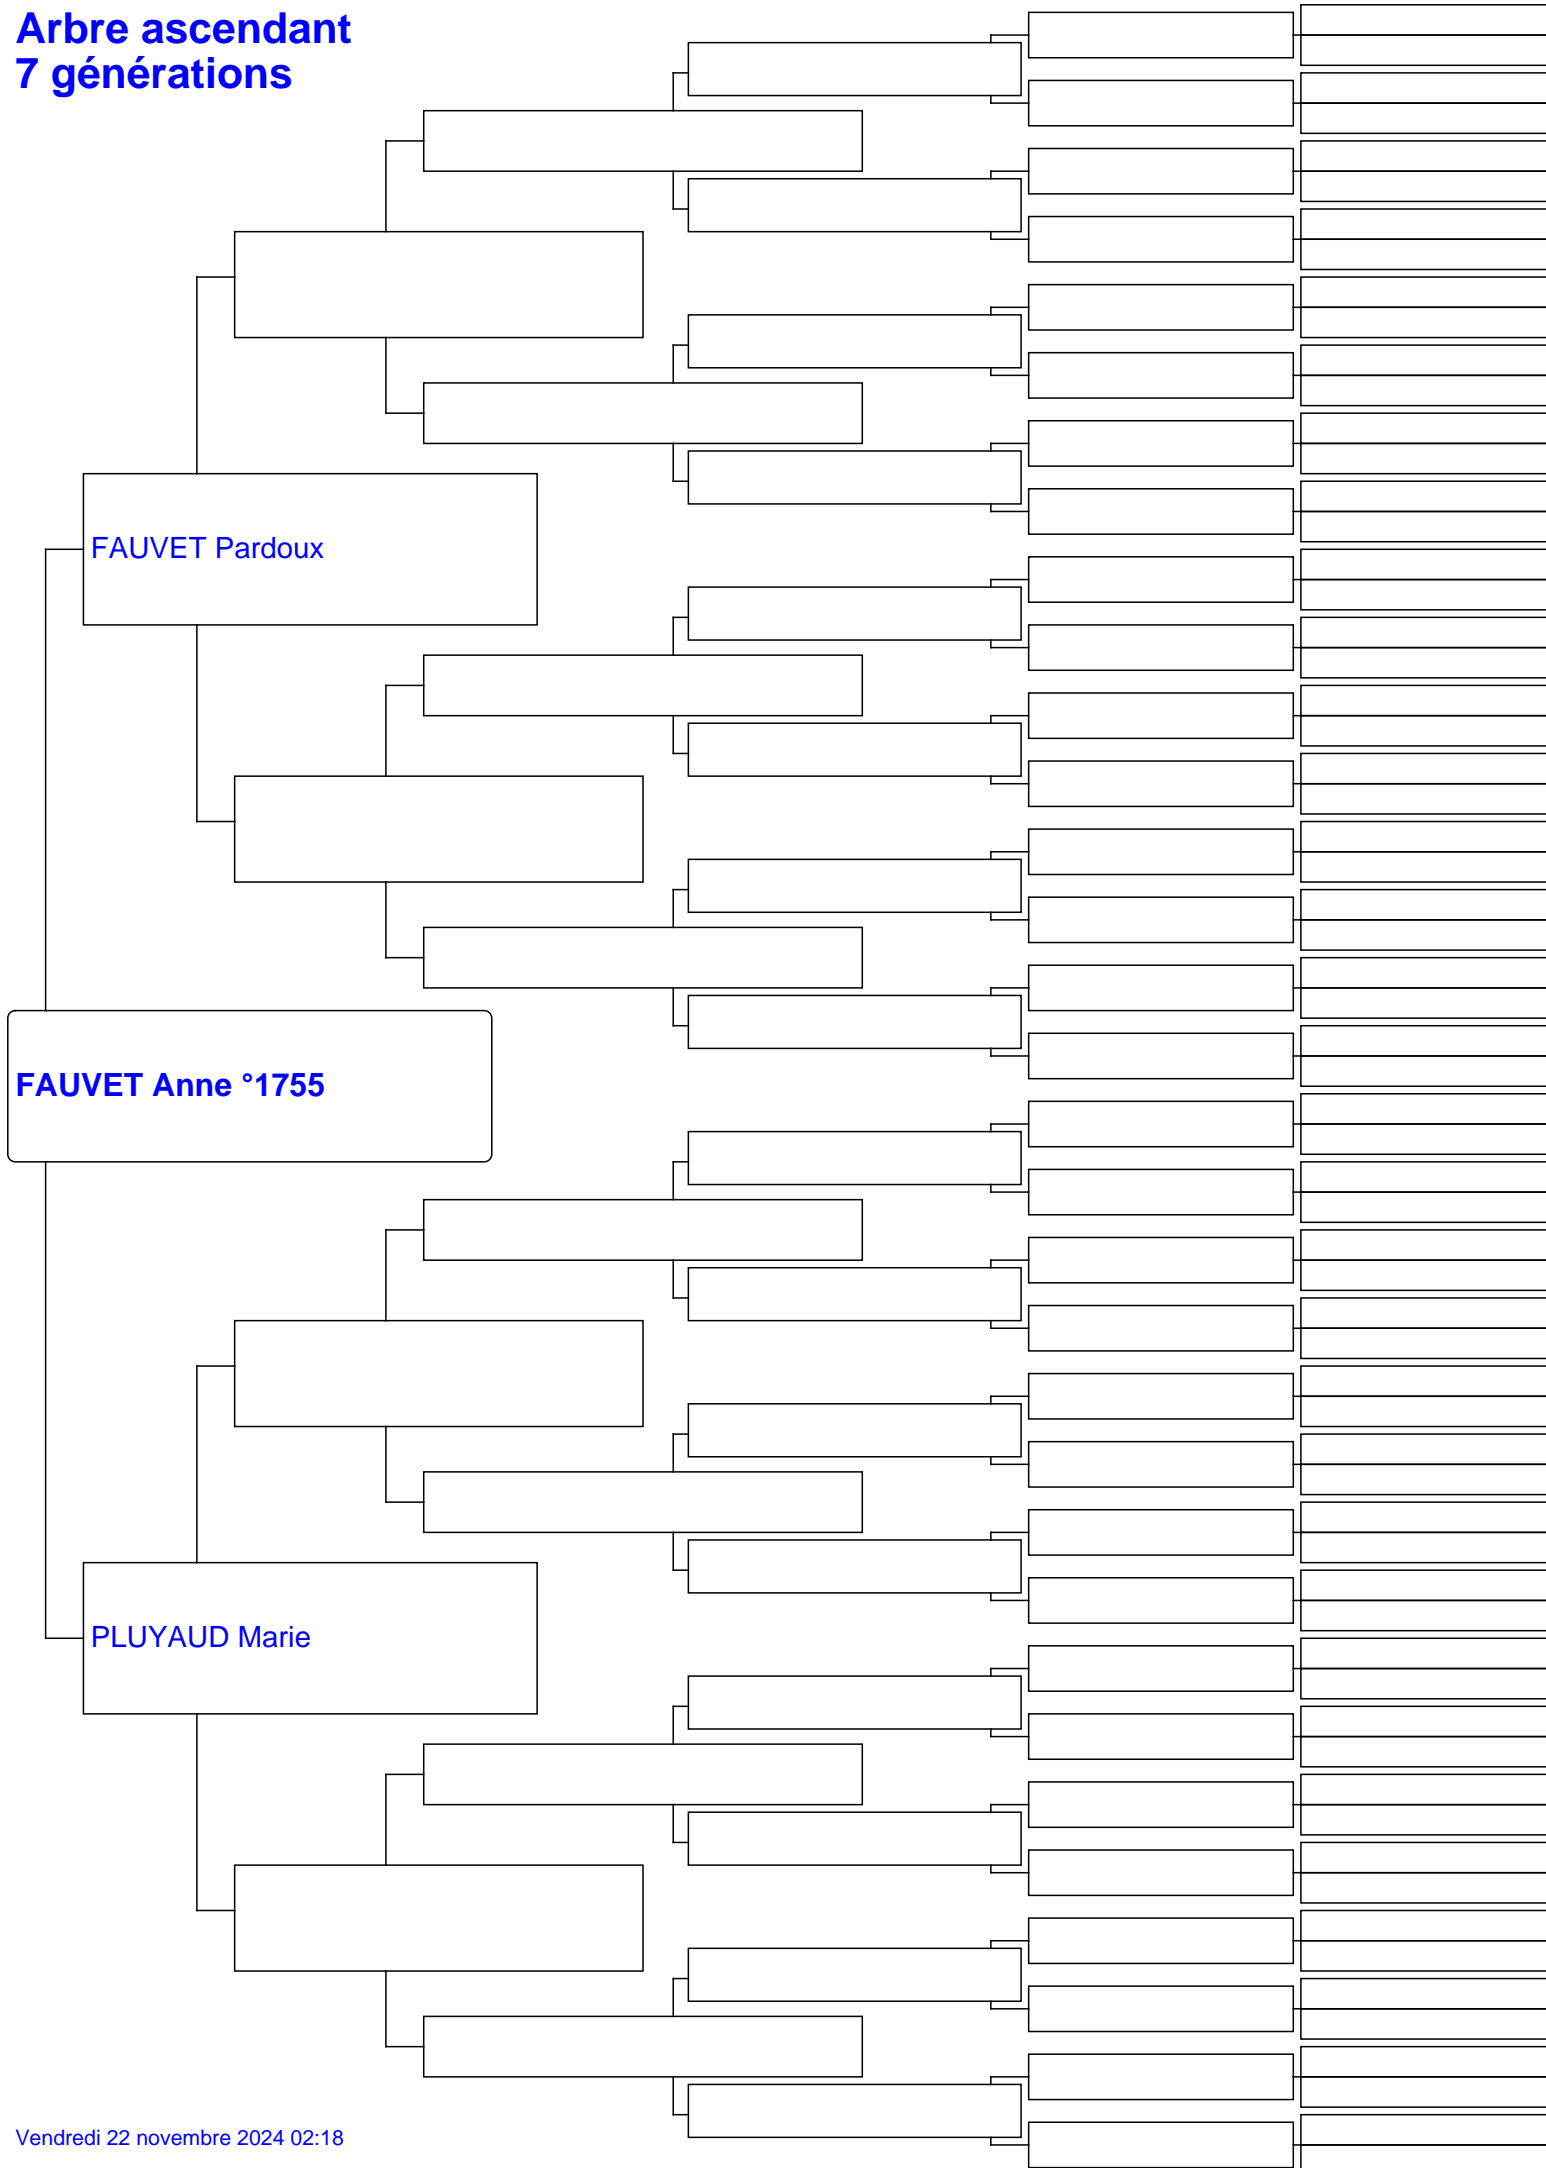 Arbre ascendant
7 générations
FAUVET Pardoux
FAUVET Anne °1755
PLUYAUD Marie
Vendredi 22 novembre 2024 02:18